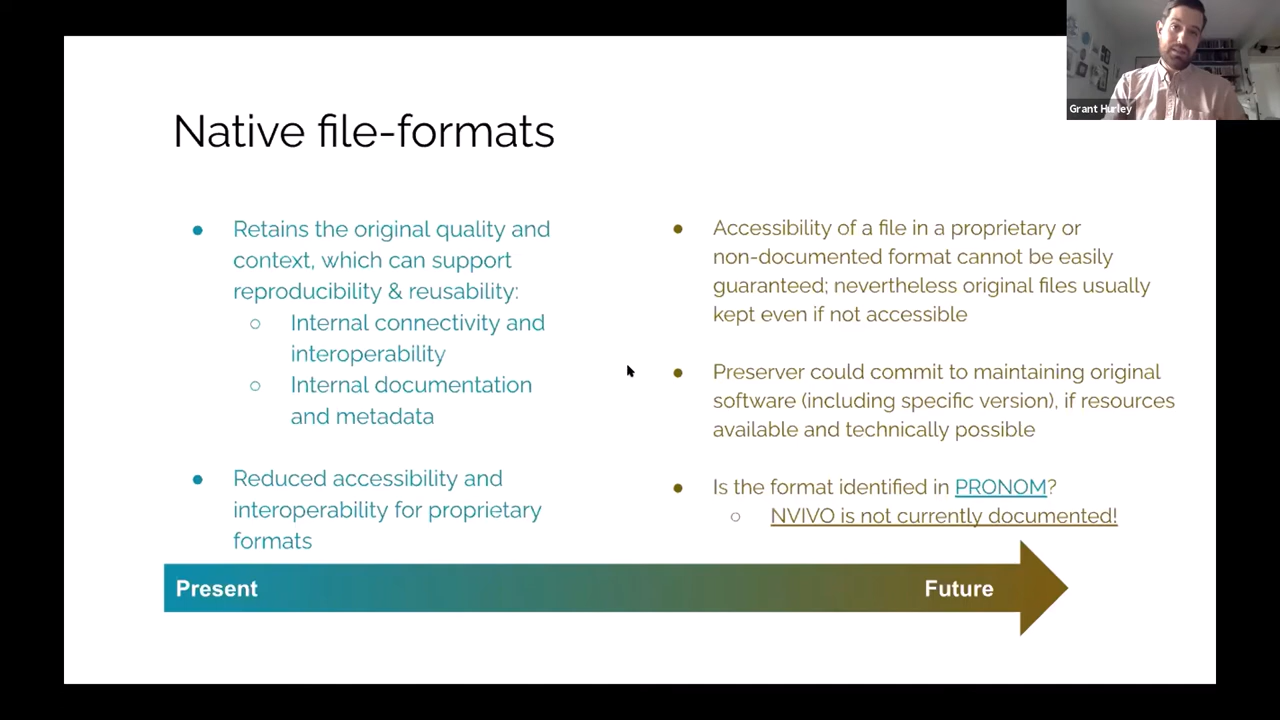 Grant Hurley
Native file-formats
● Retains the original quality and
context, which can support
reproducibility & reusability:
○ Internal connectivity and
interoperability
○ Internal documentation
and metadata
● Reduced accessibility and
interoperability for proprietary
formats
● Accessibility of a file in a proprietary or
non-documented format cannot be easily
guaranteed; nevertheless original files usually
kept even if not accessible
● Preserver could commit to maintaining original
software (including specific version), if resources
available and technically possible
● Is the format identified in PRONOM?
○ NVIVO is not currently documented!
Present
Future